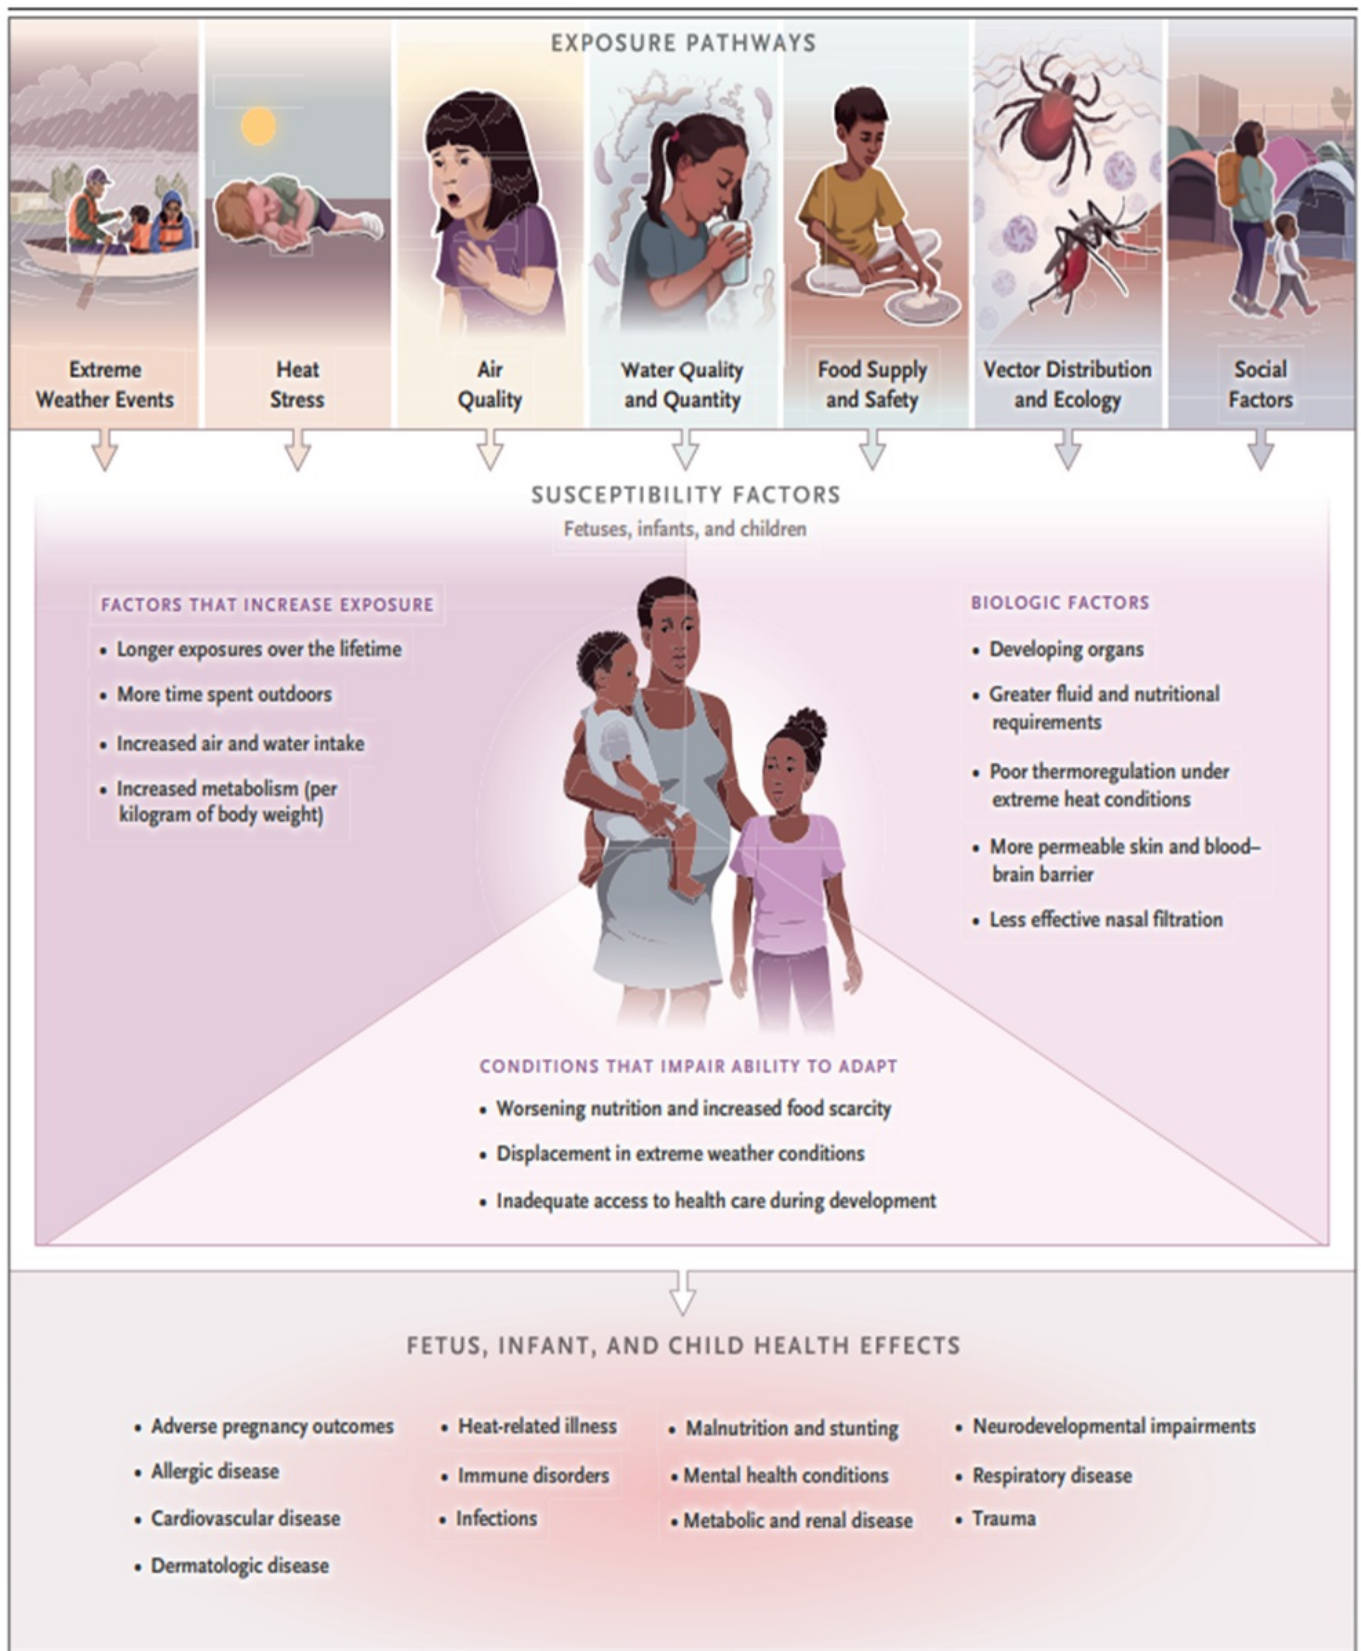 EXPOSURE PATHWAYS
Extreme
Weather Events
Heat
Stress
Air
Quality
Water Quality
and Quantity
Food Supply
and Safety
Vector Distribution
and Ecology
Social
Factors
SUSCEPTIBILITY FACTORS
Fetuses, infants, and children
FACTORS THAT INCREASE EXPOSURE
• Longer exposures over the lifetime
• More time spent outdoors
• Increased air and water intake
• Increased metabolism (per
kilogram of body weight)
BIOLOGIC FACTORS
• Developing organs
• Greater fluid and nutritional
requirements
• Poor thermoregulation under
extreme heat conditions
• More permeable skin and blood–
brain barrier
• Less effective nasal filtration
CONDITIONS THAT IMPAIR ABILITY TO ADAPT
• Worsening nutrition and increased food scarcity
• Displacement in extreme weather conditions
• Inadequate access to health care during development
FETUS, INFANT, AND CHILD HEALTH EFFECTS
• Adverse pregnancy outcomes
• Allergic disease
• Cardiovascular disease
• Dermatologic disease
• Heat-related illness
• Immune disorders
• Infections
• Malnutrition and stunting
• Mental health conditions
• Metabolic and renal disease
• Neurodevelopmental impairments
• Respiratory disease
• Trauma